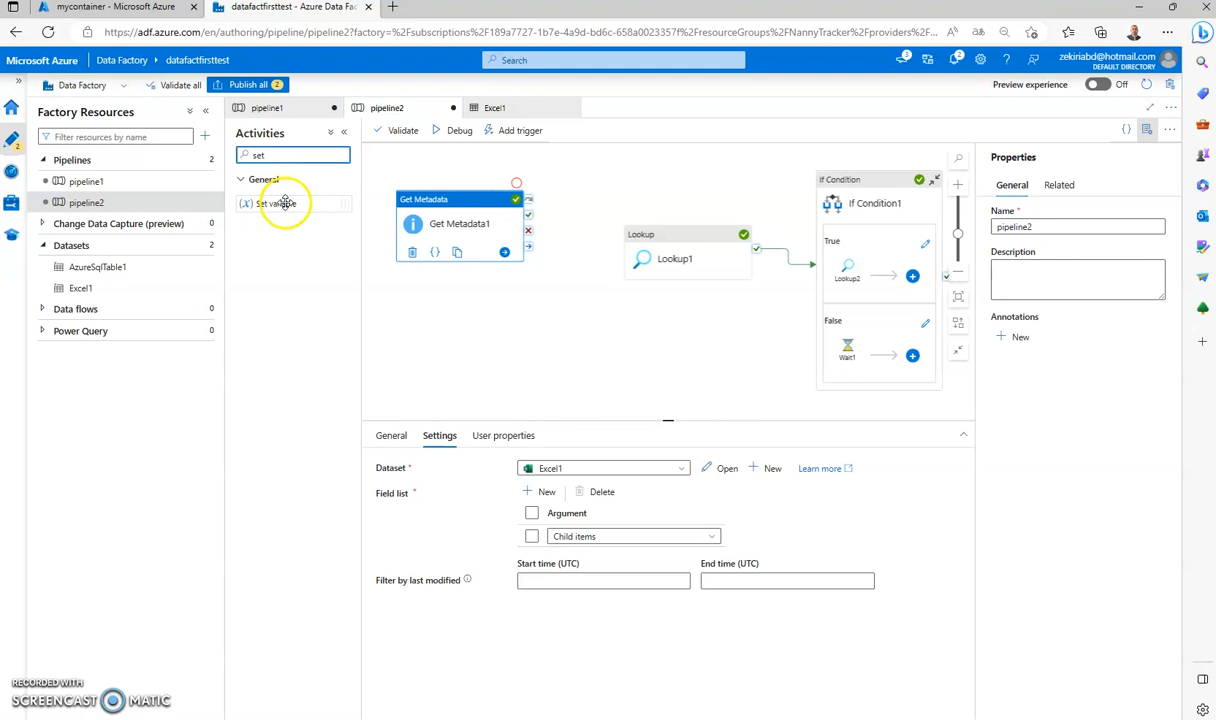 mycontainer - Microsoft Azure
datafactfirsttest - Azure Data Fac
https://adf.azure.com/en/authoring/pipeline/pipeline2?factory=%2Fsubscriptions%2F189a7217-1b7e-4a9d-bd6c-658a0023357f%2FresourceGroups%2FNannyTracker%2Fproviders%2...
Microsoft Azure
Data Factory
datafactfirsttest
Search
3
2
zekiriabd@hotmail.com
DEFAULT DIRECTORY
Data Factory
Validate all
Publish all 2
Preview experience
Off
Factory Resources
Filter resources by name
Pipelines 2
pipeline1
pipeline2
Change Data Capture (preview) 0
Datasets 2
AzureSqlTable1
Excel1
Data flows 0
Power Query 0
pipeline1
pipeline2
Excel1
Activities
set
General
Set variable
Validate
Debug
Add trigger
Get Metadata
Get Metadata1
Lookup
Lookup1
If Condition
If Condition1
True
Lookup2
False
Wait1
General
Settings
User properties
Dataset *
Excel1
Open
New
Learn more
Field list *
New
Delete
Argument
Child items
Start time (UTC)
End time (UTC)
Filter by last modified
Properties
General
Related
Name *
pipeline2
Description
Annotations
New
RECORDED WITH
SCREENCAST MATIC